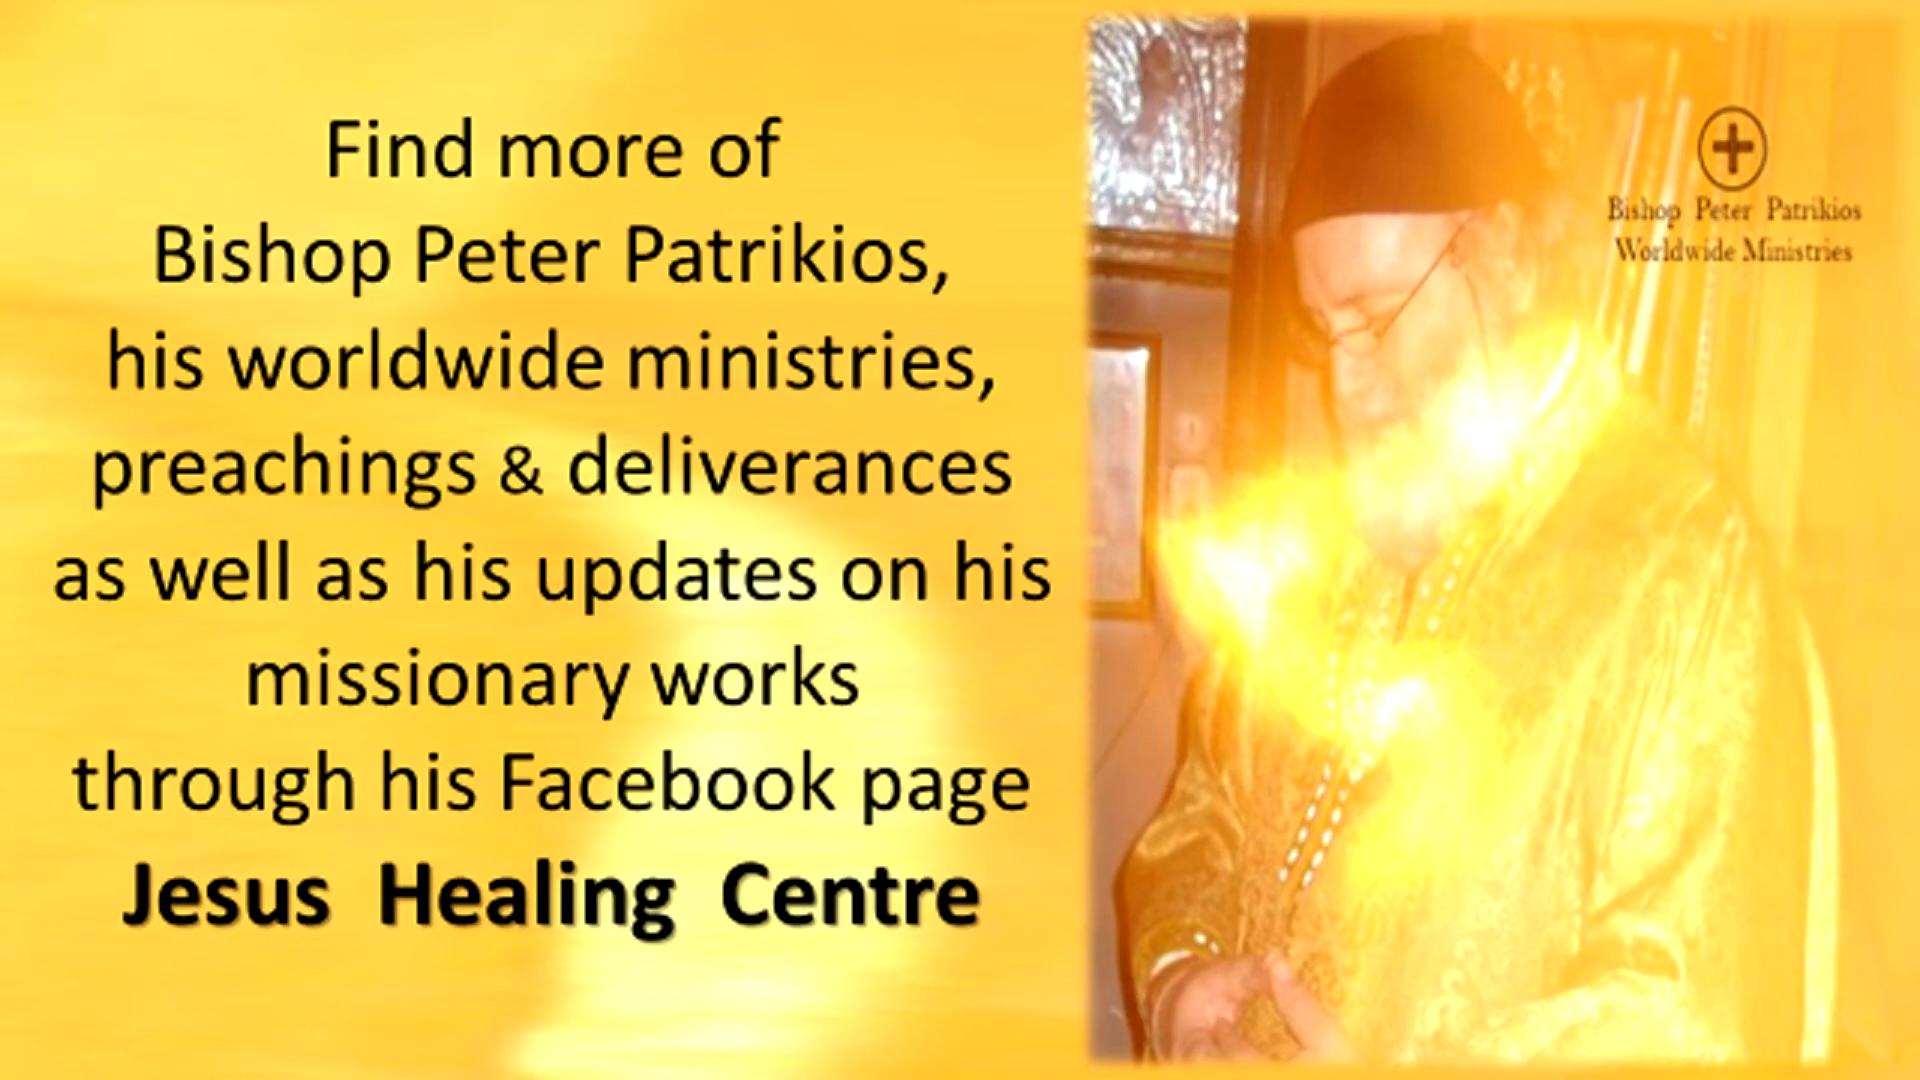 Find more of
Bishop Peter Patrikios,
his worldwide ministries,
preachings & deliverances
as well as his updates on his
missionary works
through his Facebook page
Jesus Healing Centre
Bishop Peter Patrikios
Worldwide Ministries